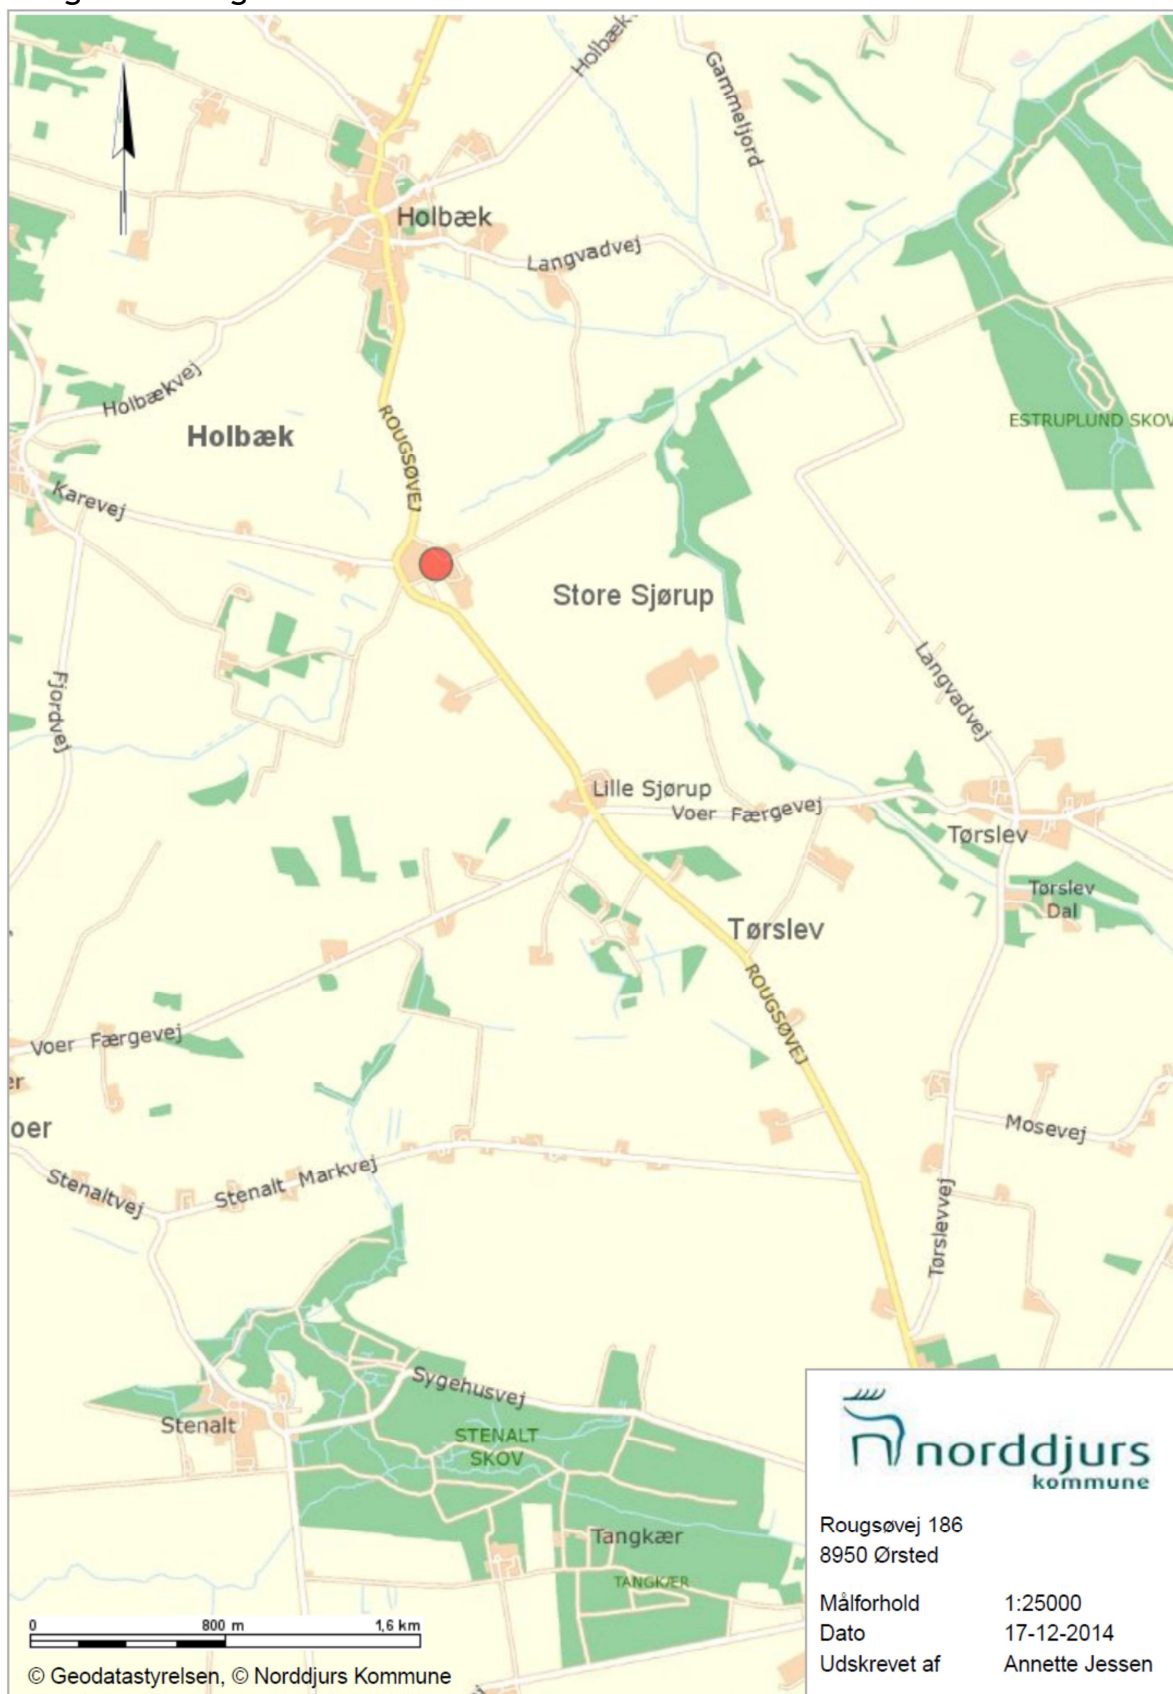 Holbæk
Gammeljord
Holbæk
Langvadvej
Holbækvej
ROUGSØVEJ
ESTRUPLUND SKOV
Holbæk
Karevej
Store Sjørup
Fjordvej
Langvadvej
Lille Sjørup
Voer Færgevej
Tørslev
Tørslev
Dal
Tørslev
ROUGSØVEJ
Voer Færgevej
er
oer
Mosevej
Stenaltvej
Stenalt Markvej
Tørslevvej
Sygehusvej
Stenalt
STENALT
SKOV
Tangkær
TANGKÆR
norddjurs
kommune
Rougsøvej 186
8950 Ørsted
Målforhold 1:25000
Dato 17-12-2014
Udskrevet af Annette Jessen
0 800 m 1,6 km
© Geodatastyrelsen, © Norddjurs Kommune